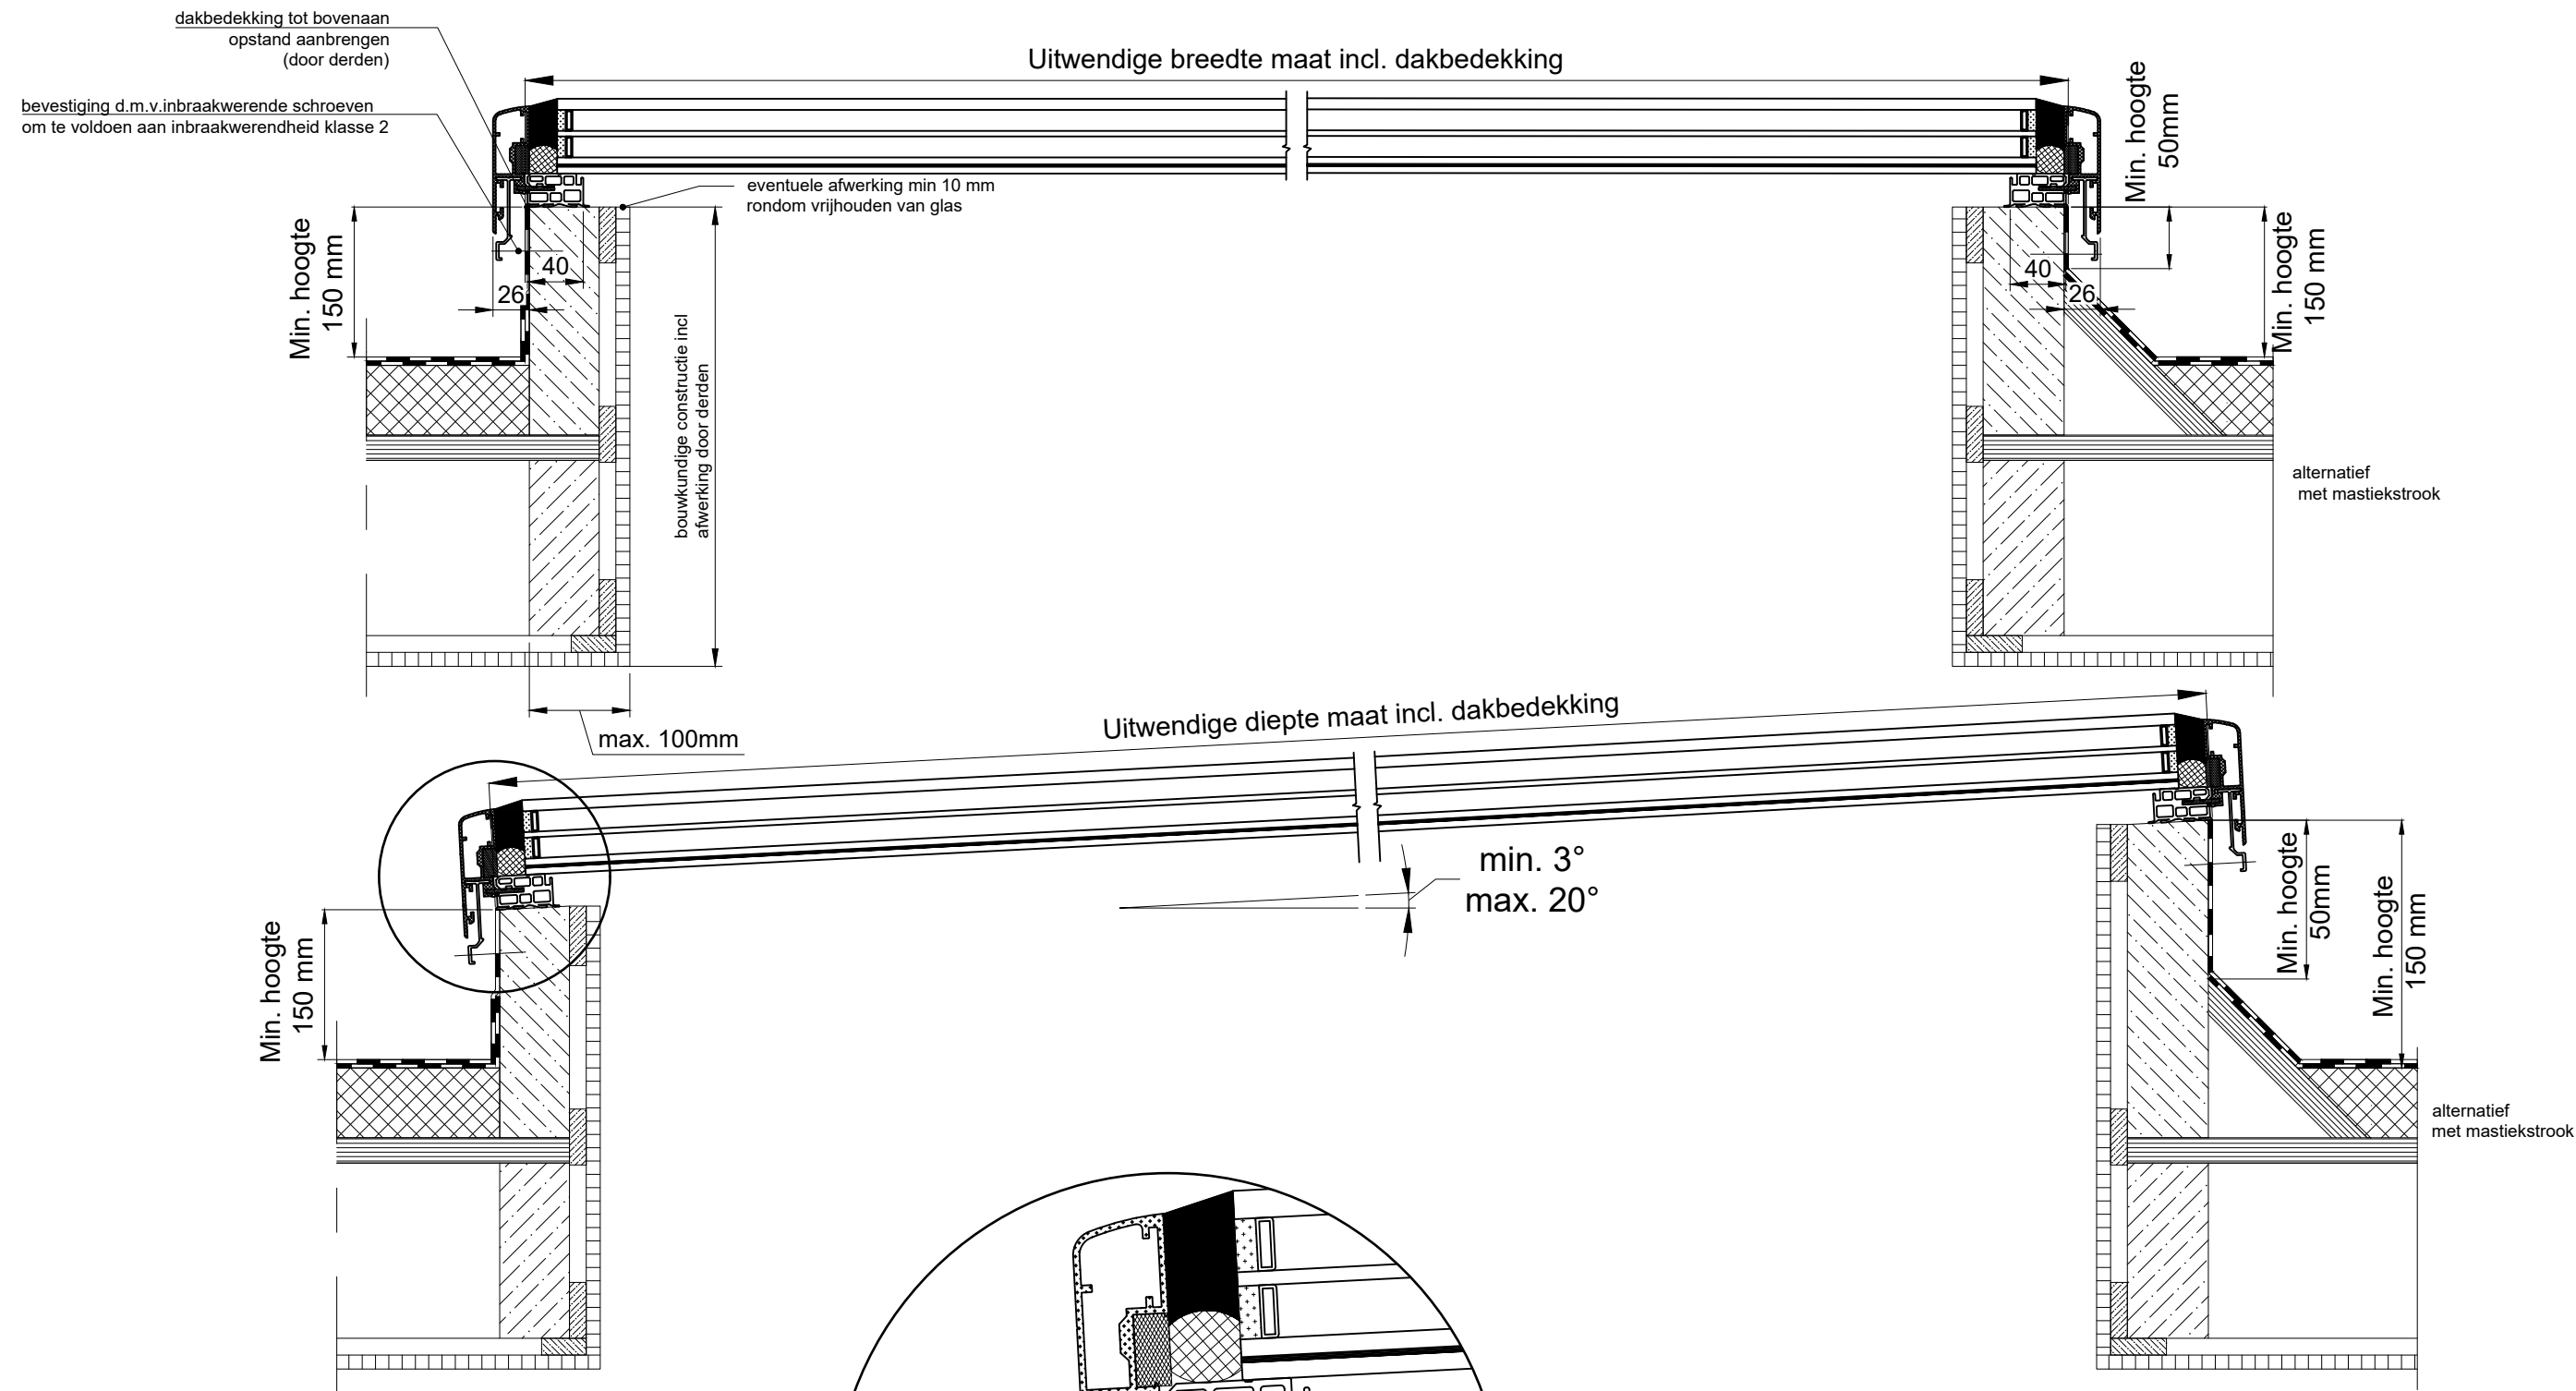 dakbedekking tot bovenaan
opstand aanbrengen
(door derden)
bevestiging d.m.v.inbraakwerende schroeven
om te voldoen aan inbraakwerendheid klasse 2
Uitwendige breedte maat incl. dakbedekking
Min. hoogte
50mm
eventuele afwerking min 10 mm
rondom vrijhouden van glas
Min. hoogte
150 mm
40
26
bouwkundige constructie incl
afwerking door derden
40
26
Min. hoogte
150 mm
alternatief
met mastiekstrook
max. 100mm
Uitwendige diepte maat incl. dakbedekking
min. 3°
max. 20°
Min. hoogte
150 mm
Min. hoogte
50mm
Min. hoogte
150 mm
alternatief
met mastiekstrook